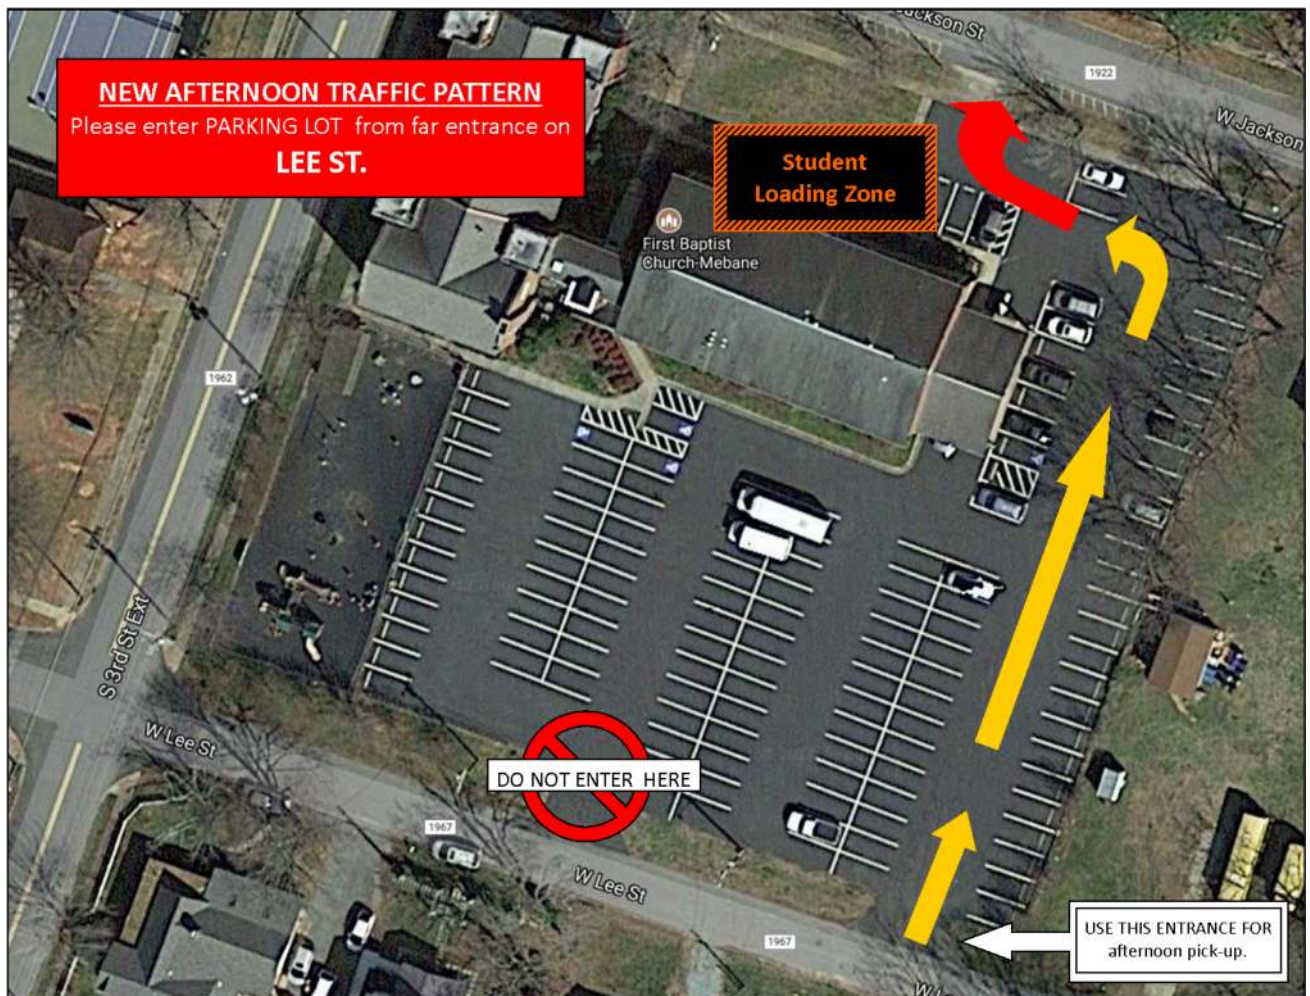 NEW AFTERNOON TRAFFIC PATTERN
Please enter PARKING LOT from far entrance on
LEE ST.
Jackson St
1922
W Jackson
Student
Loading Zone
First Baptist
Church-Mebane
1962
S 3rd St Ext
W Lee St
DO NOT ENTER HERE
1967
W Lee St
1967
USE THIS ENTRANCE FOR
afternoon pick-up.